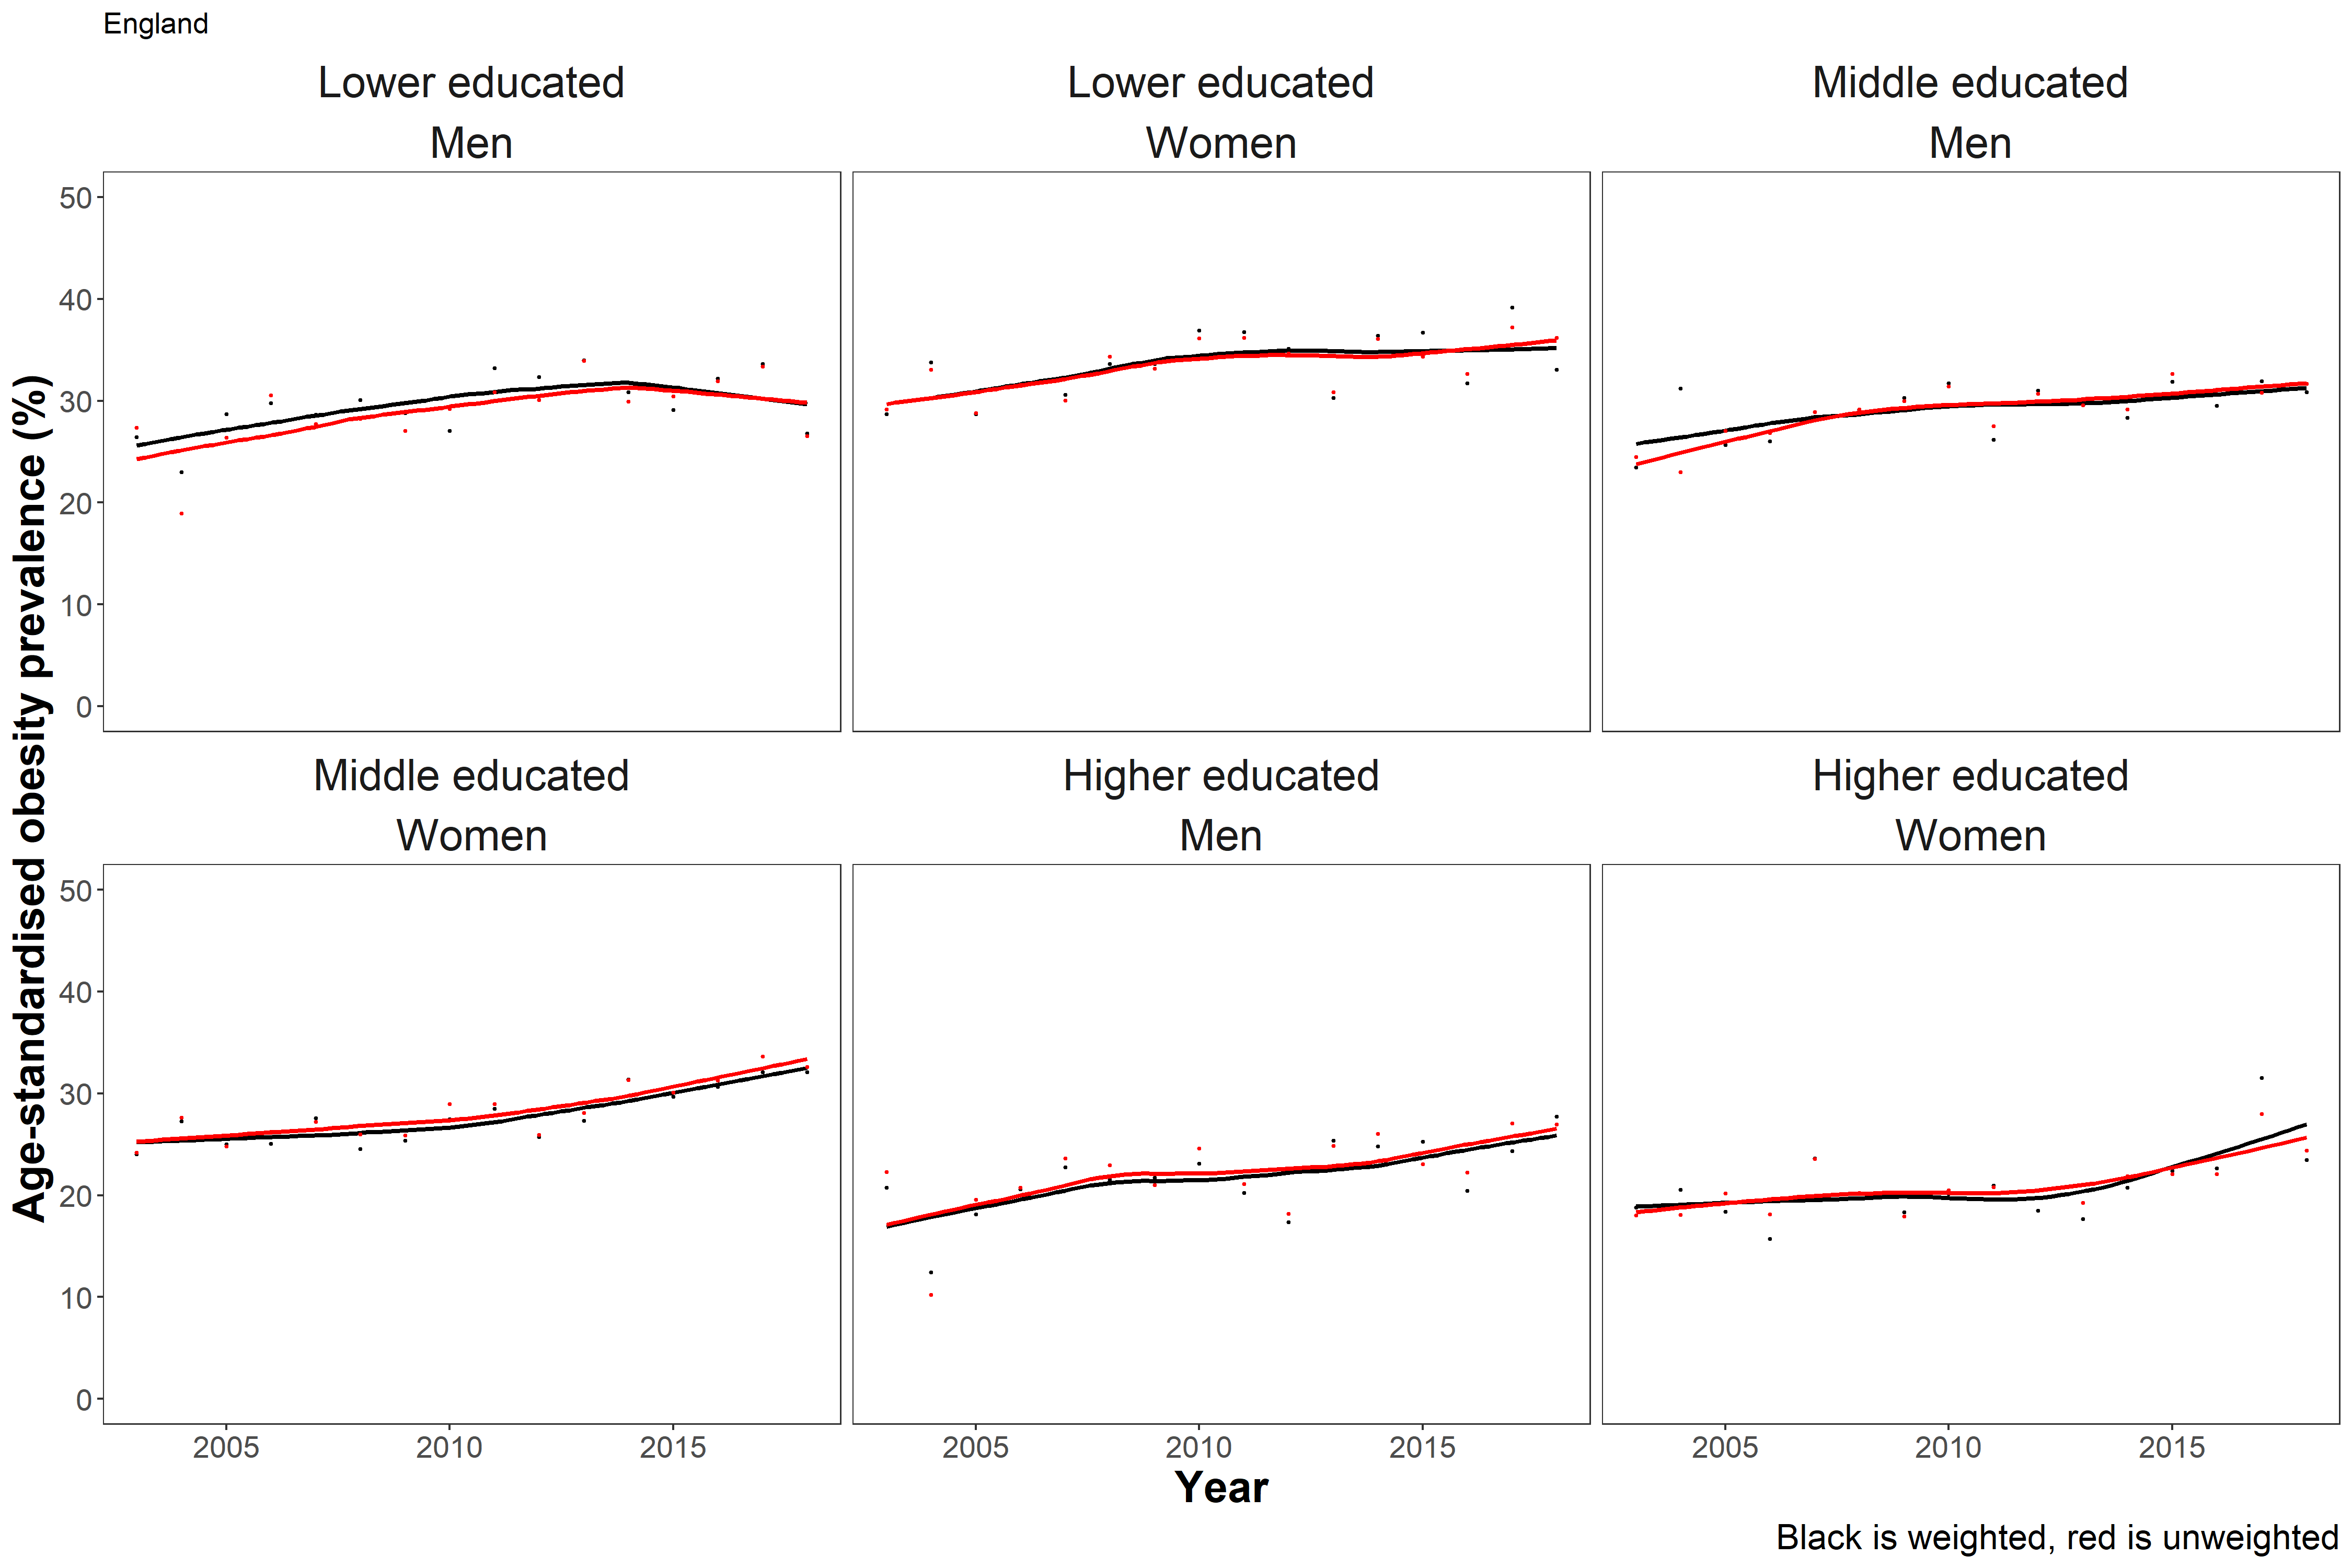 England
Lower educated
Men
Lower educated
Women
Middle educated
Men
50
40
30
20
10
0
Age-standardised obesity prevalence (%)
Middle educated
Women
Higher educated
Men
Higher educated
Women
50
40
30
20
10
0
2005 2010 2015
2005 2010 2015
2005 2010 2015
Year
Black is weighted, red is unweighted